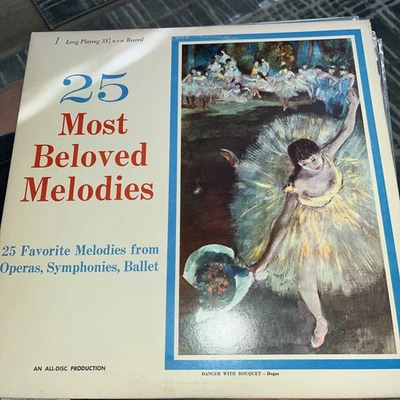 1 Long Playing 33⅓ R.P.M Record
25
Most
Beloved
Melodies
25 Favorite Melodies from
Operas, Symphonies, Ballet
AN ALL-DISC PRODUCTION
DANCER WITH BOUQUET — Degas